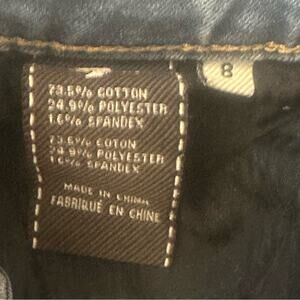 8
73.5% COTTON
24.9% POLYESTER
1.6% SPANDEX
73.5% COTON
24.9% POLYESTER
1.6% SPANDEX
MADE IN CHINA
FABRIQUÉ EN CHINE